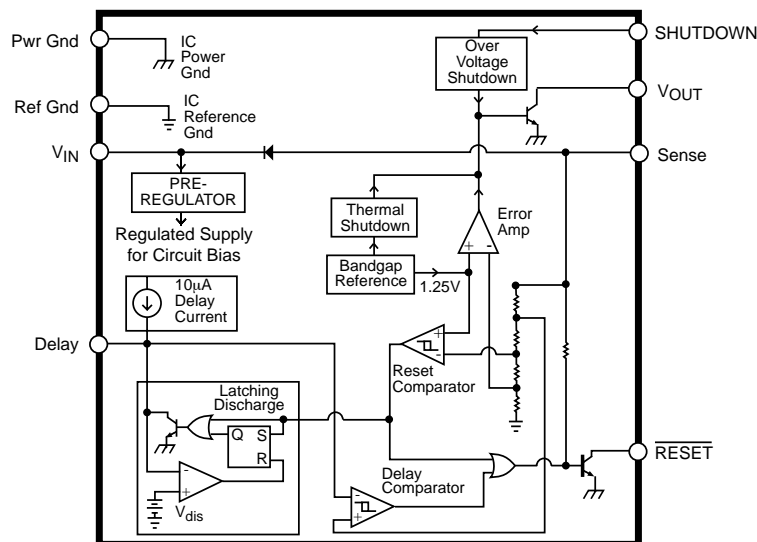 Pwr Gnd
IC
Power
Gnd
Ref Gnd
IC
Reference
Gnd
VIN
PRE-
REGULATOR
Regulated Supply
for Circuit Bias
10μA
Delay
Current
Delay
Latching
Discharge
Q
S
R
-
+
Vdis
Over
Voltage
Shutdown
SHUTDOWN
VOUT
Sense
Thermal
Shutdown
Error
Amp
+
-
Bandgap
Reference
1.25V
+
-
Reset
Comparator
Delay
Comparator
-
+
RESET